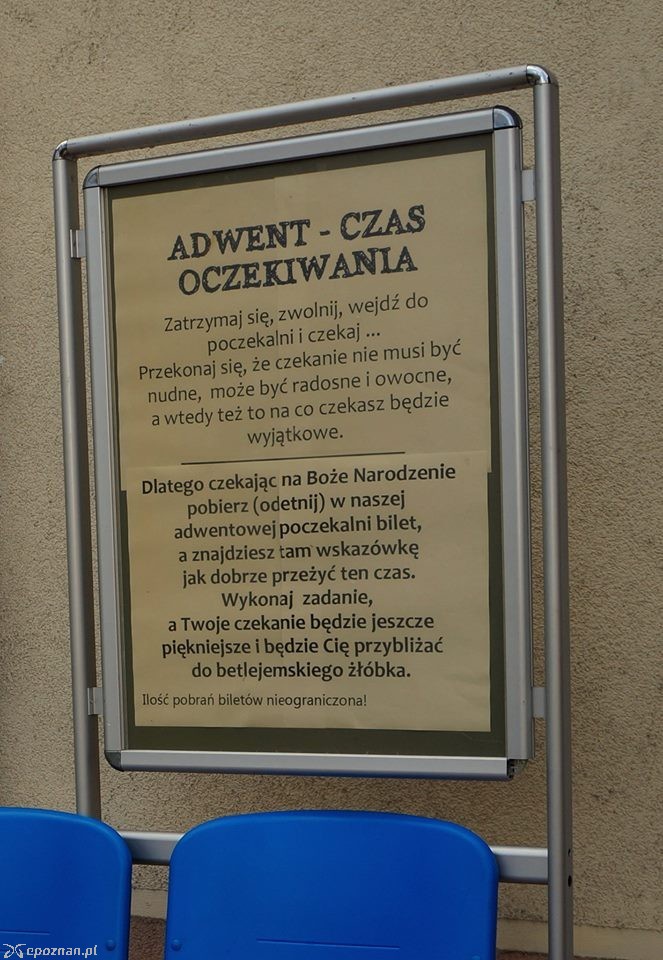 ADWENT - CZAS
OCZEKIWANIA
Zatrzymaj się, zwolnij, wejdź do
poczekalni i czekaj ...
Przekonaj się, że czekanie nie musi być
nudne, może być radosne i owocne,
a wtedy też to na co czekasz będzie
wyjątkowe.
Dlatego czekając na Boże Narodzenie
pobierz (odetnij) w naszej
adwentowej poczekalni bilet,
a znajdziesz tam wskazówkę
jak dobrze przeżyć ten czas.
Wykonaj zadanie,
a Twoje czekanie będzie jeszcze
piękniejsze i będzie Cię przybliżać
do betlejemskiego żłóbka.
Ilość pobrań biletów nieograniczona!
epoznan.pl